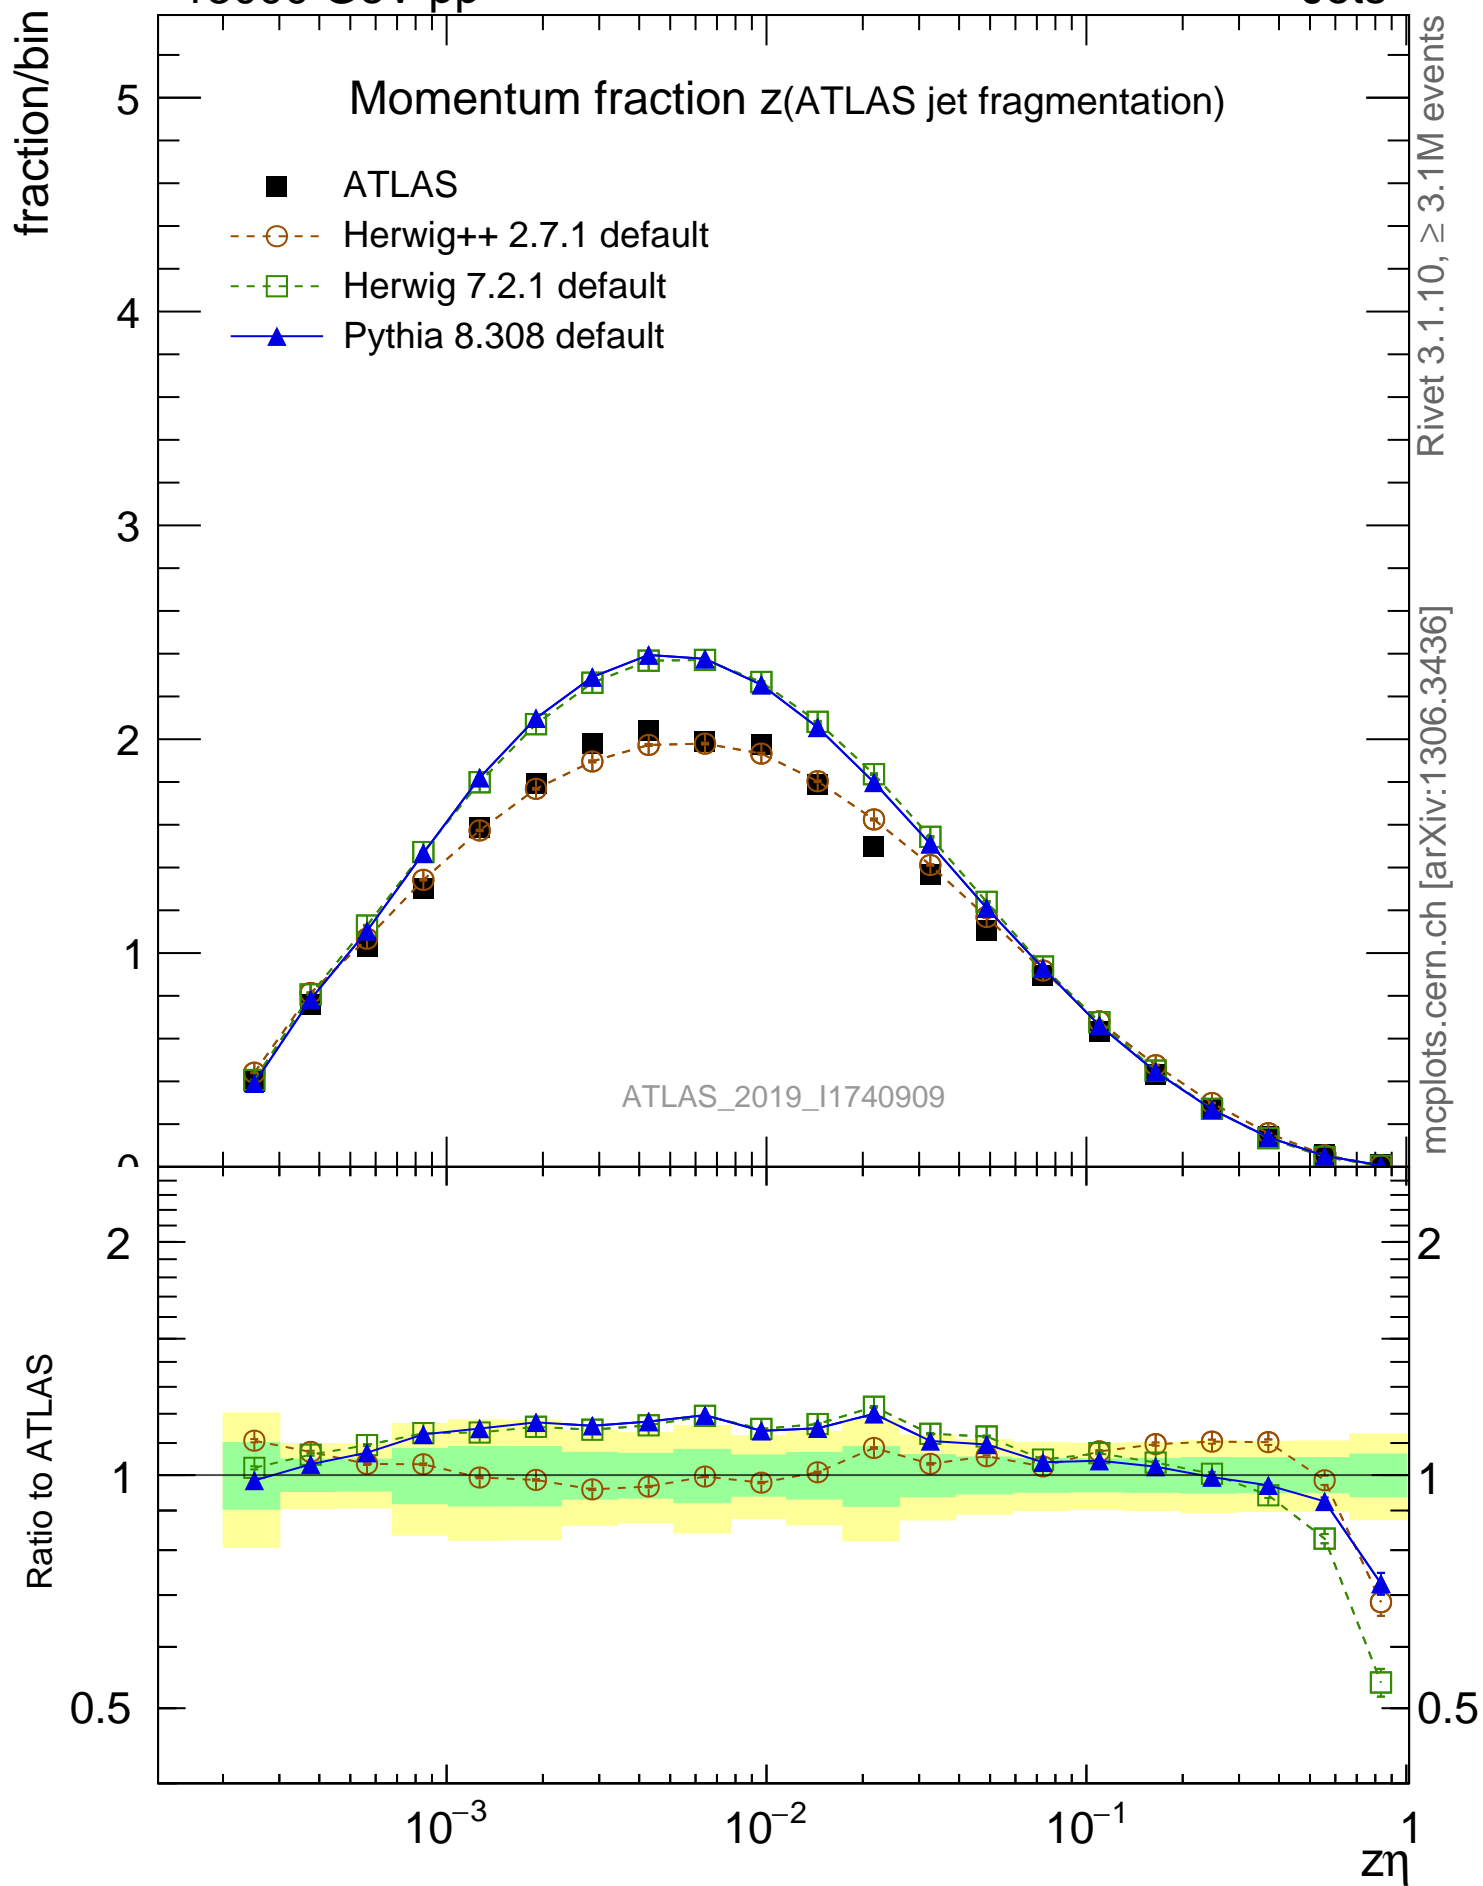 fraction/bin
Momentum fraction z(ATLAS jet fragmentation)
ATLAS
Herwig++ 2.7.1 default
Herwig 7.2.1 default
Pythia 8.308 default
5
4
3
2
1
0
ATLAS_2019_I1740909
Rivet 3.1.10, ≥ 3.1M events
mcplots.cern.ch [arXiv:1306.3436]
Ratio to ATLAS
2
1
0.5
2
1
0.5
10⁻³ 10⁻² 10⁻¹ 1
zη